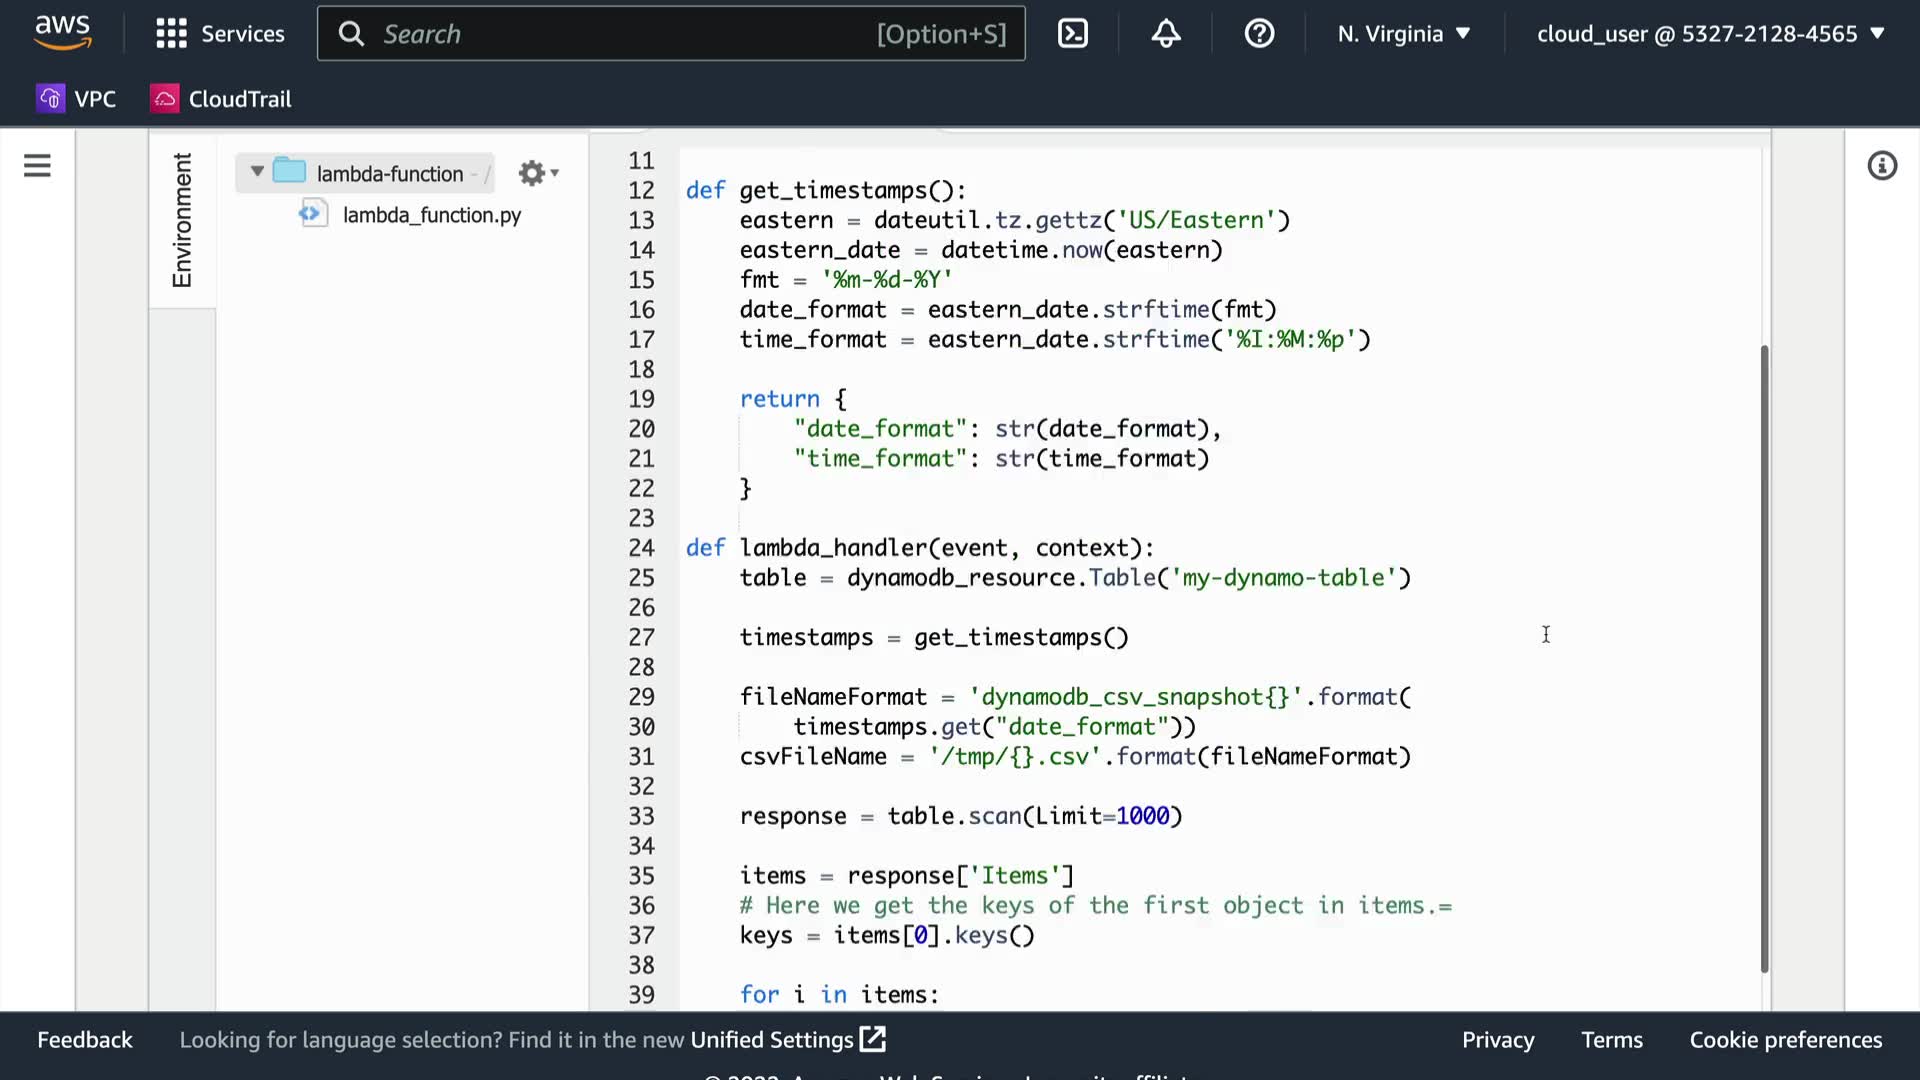 aws
Services
Search
[Option+S]
N. Virginia
cloud_user @ 5327-2128-4565
VPC
CloudTrail
Environment
lambda-function - /
lambda_function.py
11
12 def get_timestamps():
13 eastern = dateutil.tz.gettz('US/Eastern')
14 eastern_date = datetime.now(eastern)
15 fmt = '%m-%d-%Y'
16 date_format = eastern_date.strftime(fmt)
17 time_format = eastern_date.strftime('%I:%M:%p')
18
19 return {
20 "date_format": str(date_format),
21 "time_format": str(time_format)
22 }
23
24 def lambda_handler(event, context):
25 table = dynamodb_resource.Table('my-dynamo-table')
26
27 timestamps = get_timestamps()
28
29 fileNameFormat = 'dynamodb_csv_snapshot{}'.format(
30 timestamps.get("date_format"))
31 csvFileName = '/tmp/{}.csv'.format(fileNameFormat)
32
33 response = table.scan(Limit=1000)
34
35 items = response['Items']
36 # Here we get the keys of the first object in items.=
37 keys = items[0].keys()
38
39 for i in items:
Feedback
Looking for language selection? Find it in the new Unified Settings
Privacy
Terms
Cookie preferences